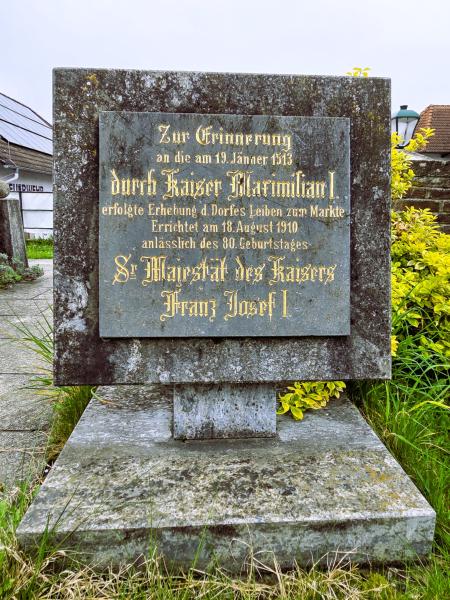 Zur Erinnerung
an die am 19. Jänner 1513
durch Kaiser Maximilian I.
erfolgte Erhebung d. Dorfes Leiben zum Markte
Errichtet am 18. August 1910
anlässlich des 80. Geburtstages
Sr Majestät des Kaisers
Franz Josef I